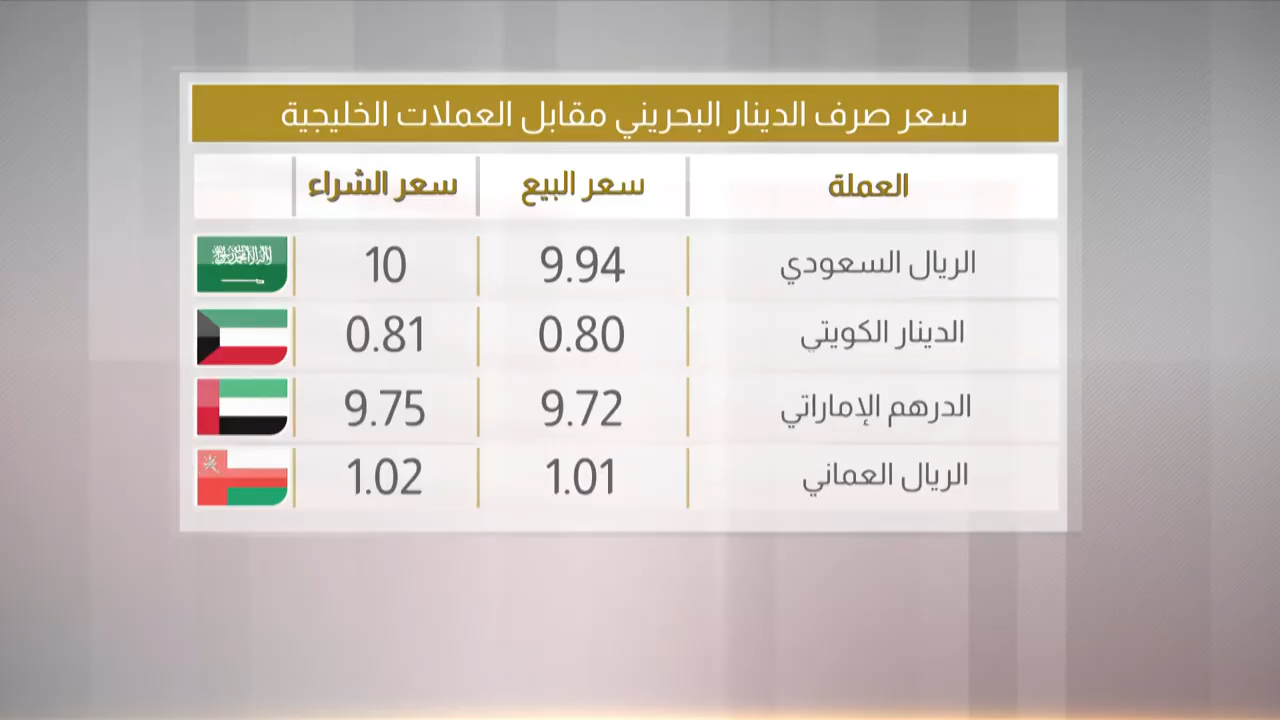 سعر صرف الدينار البحريني مقابل العملات الخليجية
العملة سعر البيع سعر الشراء
الريال السعودي 9.94 10
الدينار الكويتي 0.80 0.81
الدرهم الإماراتي 9.72 9.75
الريال العماني 1.01 1.02